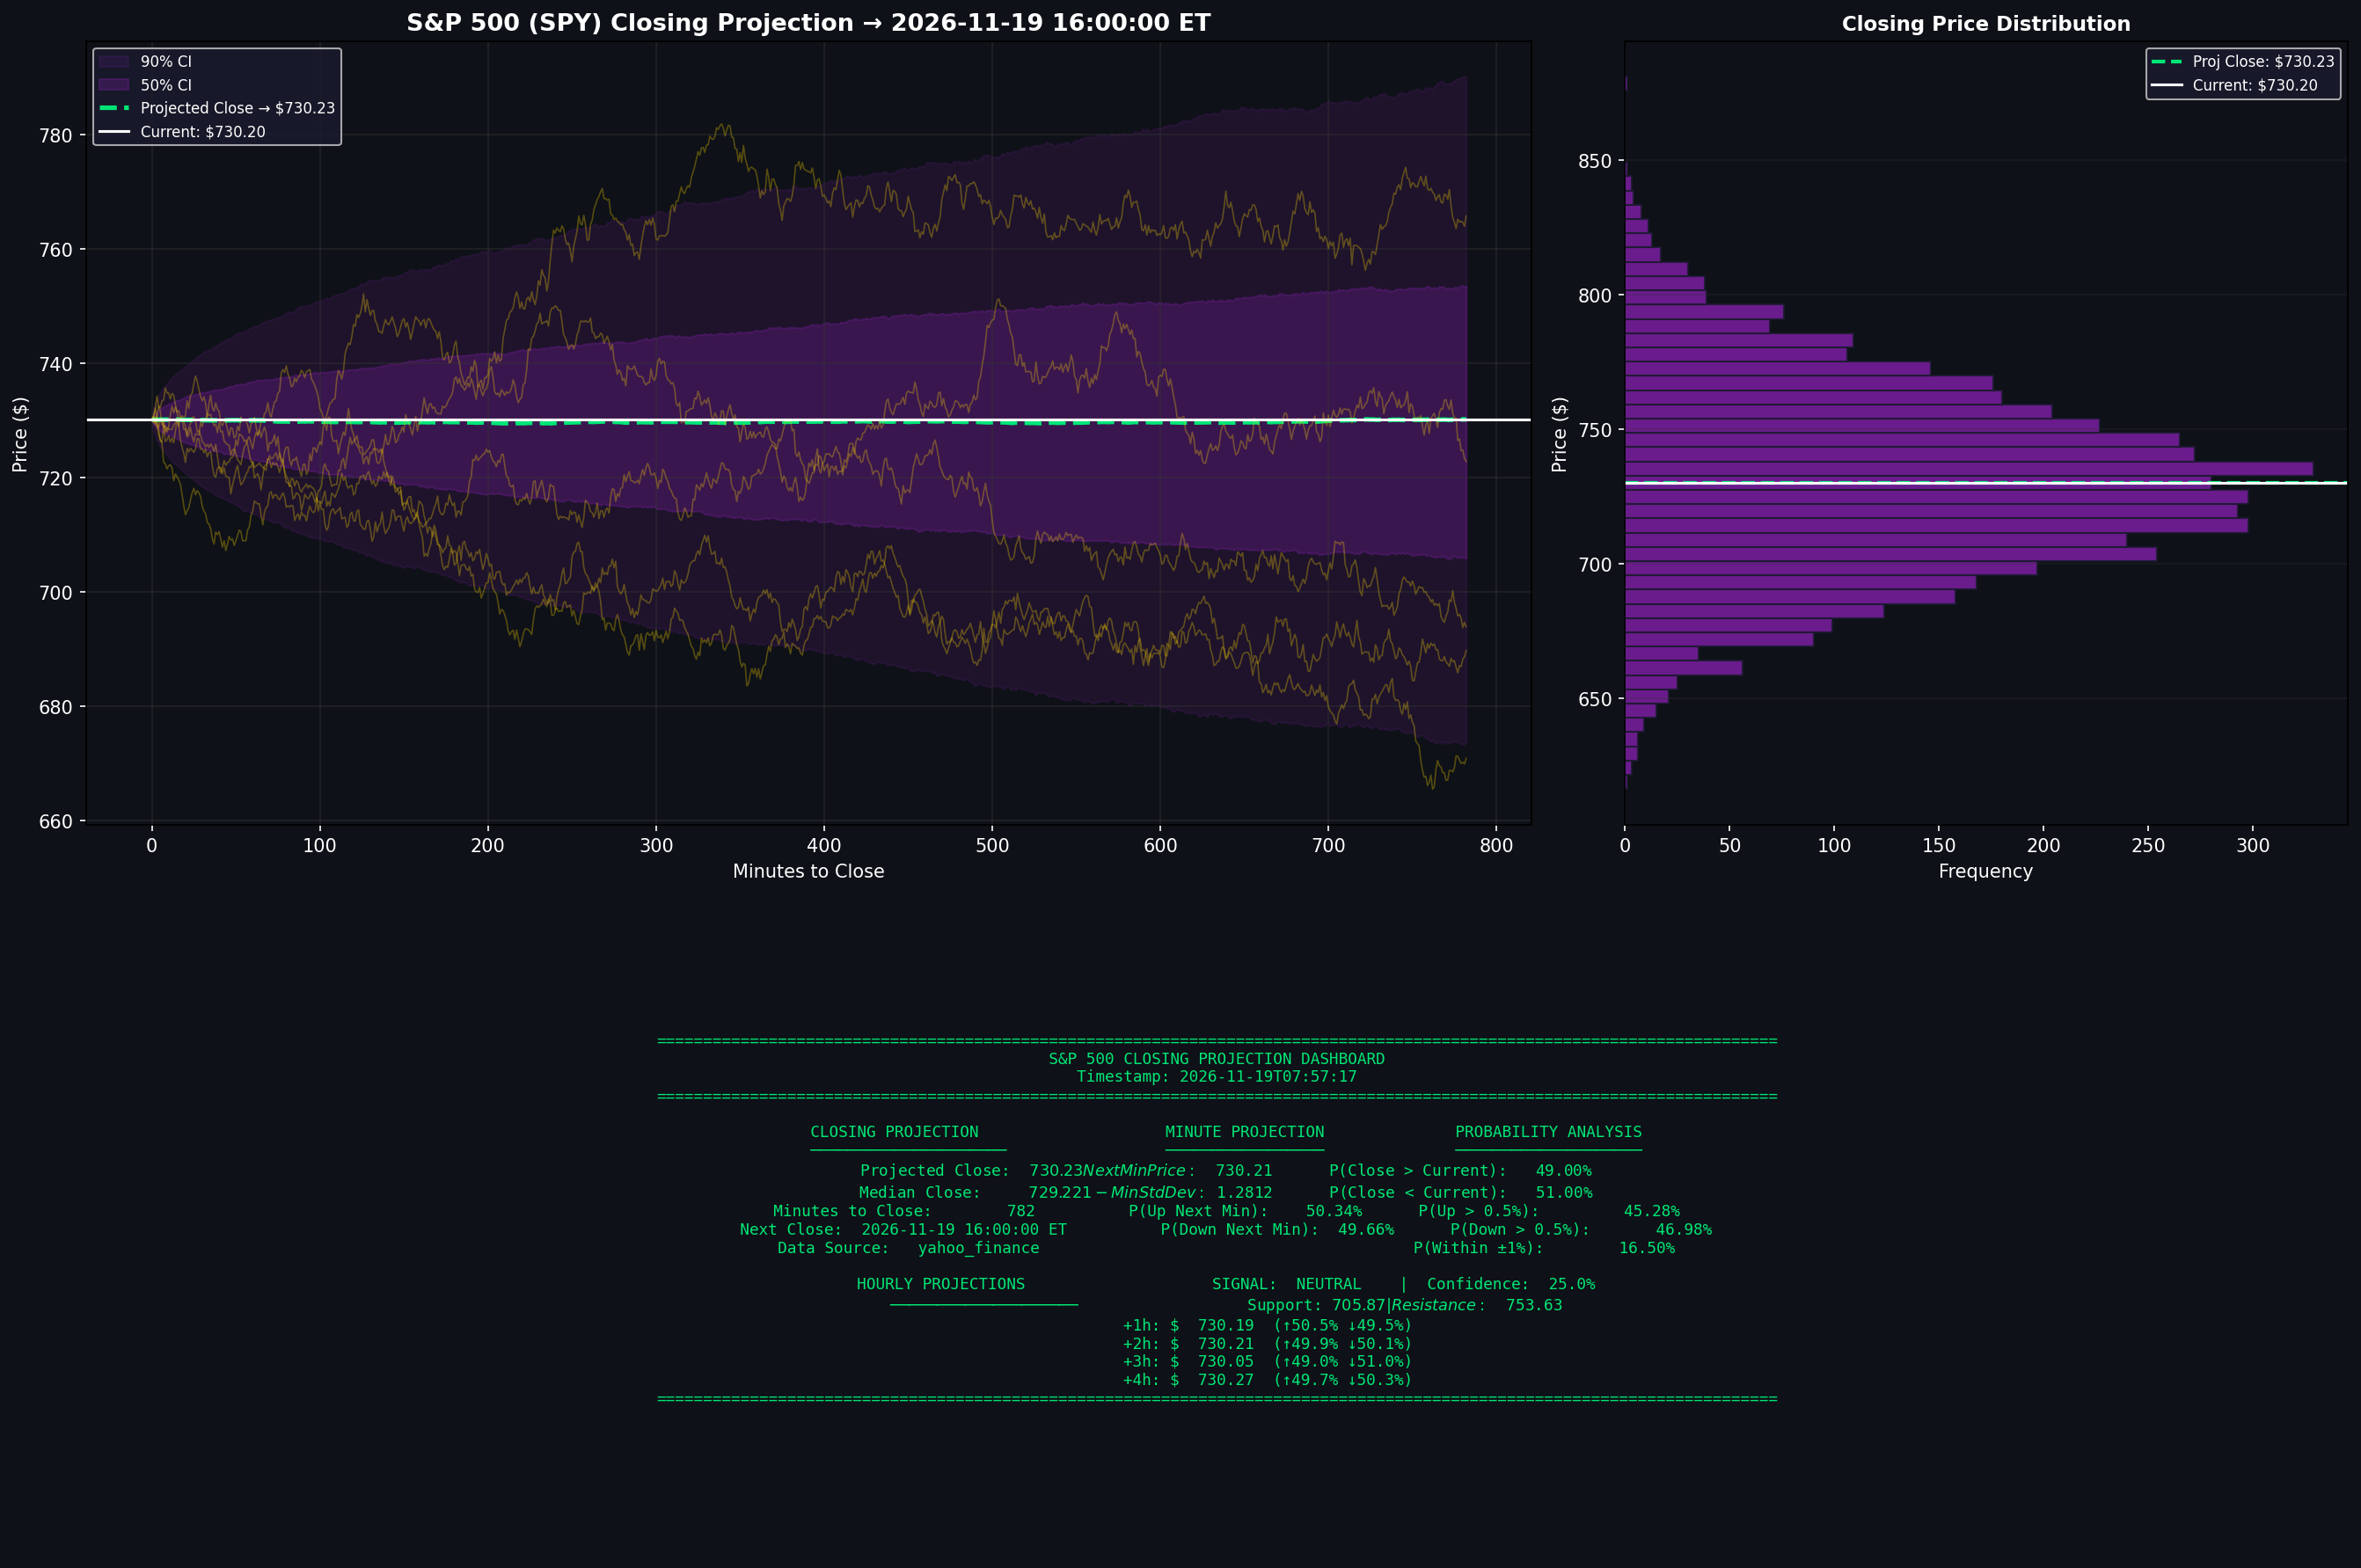 S&P 500 (SPY) Closing Projection → 2026-11-19 16:00:00 ET
90% CI
50% CI
Projected Close → $730.23
Current: $730.20
Price ($)
780
760
740
720
700
680
660
0 100 200 300 400 500 600 700 800
Minutes to Close
Closing Price Distribution
Proj Close: $730.23
Current: $730.20
Price ($)
850
800
750
700
650
0 50 100 150 200 250 300
Frequency
S&P 500 CLOSING PROJECTION DASHBOARD
Timestamp: 2026-11-19T07:57:17
CLOSING PROJECTION MINUTE PROJECTION PROBABILITY ANALYSIS
Projected Close: 730.23NextMinPrice: 730.21 P(Close > Current): 49.00%
Median Close: 729.221-MinStdDev: 1.2812 P(Close < Current): 51.00%
Minutes to Close: 782 P(Up Next Min): 50.34% P(Up > 0.5%): 45.28%
Next Close: 2026-11-19 16:00:00 ET P(Down Next Min): 49.66% P(Down > 0.5%): 46.98%
Data Source: yahoo_finance P(Within ±1%): 16.50%
HOURLY PROJECTIONS SIGNAL: NEUTRAL | Confidence: 25.0%
Support: 705.87|Resistance: 753.63
+1h: $ 730.19 (↑50.5% ↓49.5%)
+2h: $ 730.21 (↑49.9% ↓50.1%)
+3h: $ 730.05 (↑49.0% ↓51.0%)
+4h: $ 730.27 (↑49.7% ↓50.3%)